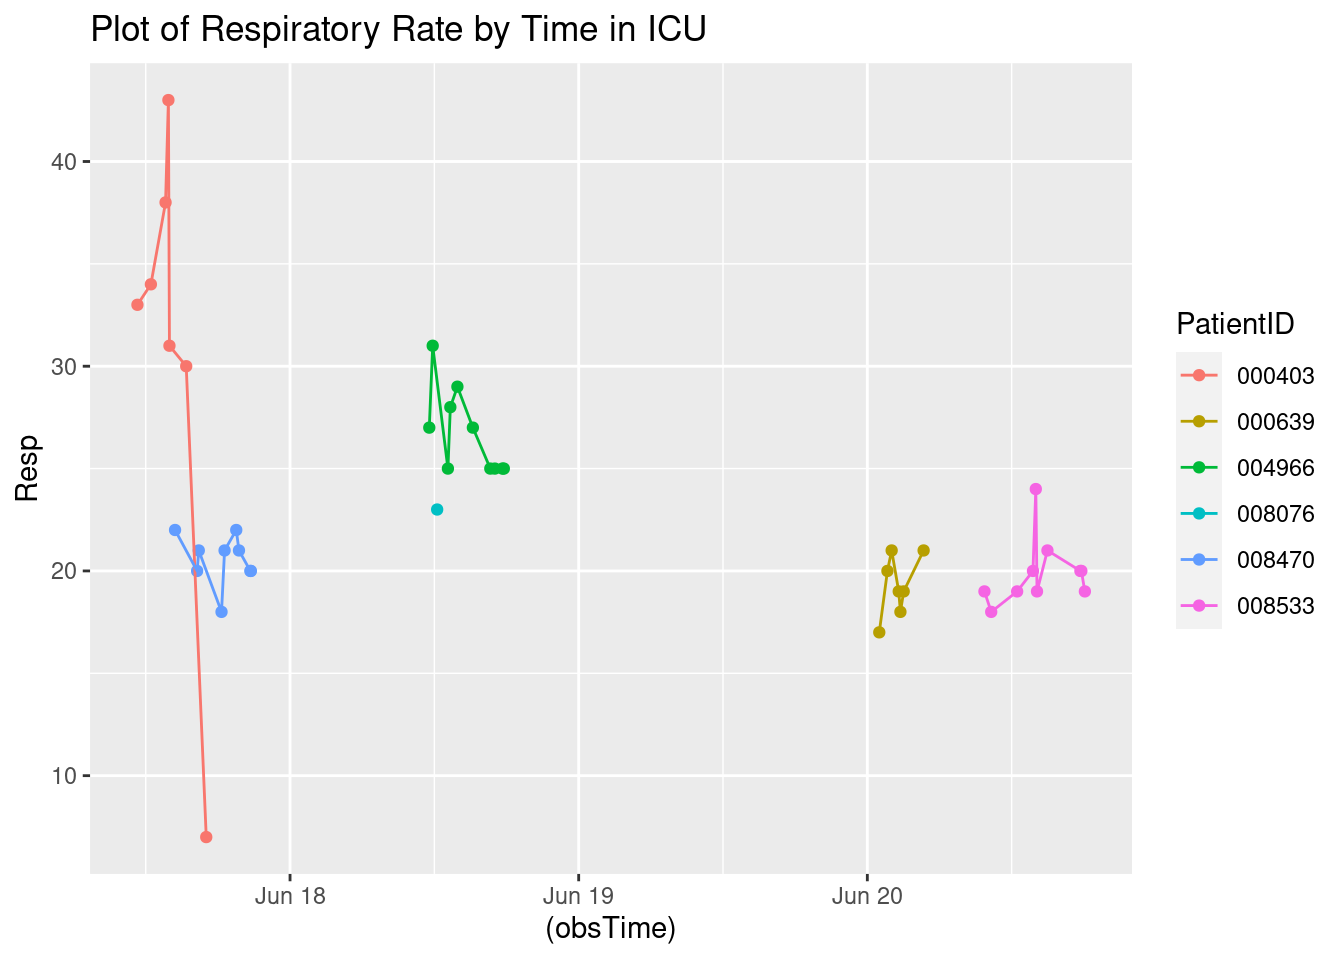 Plot of Respiratory Rate by Time in ICU
40
30
20
10
Resp
Jun 18
Jun 19
Jun 20
(obsTime)
PatientID
000403
000639
004966
008076
008470
008533